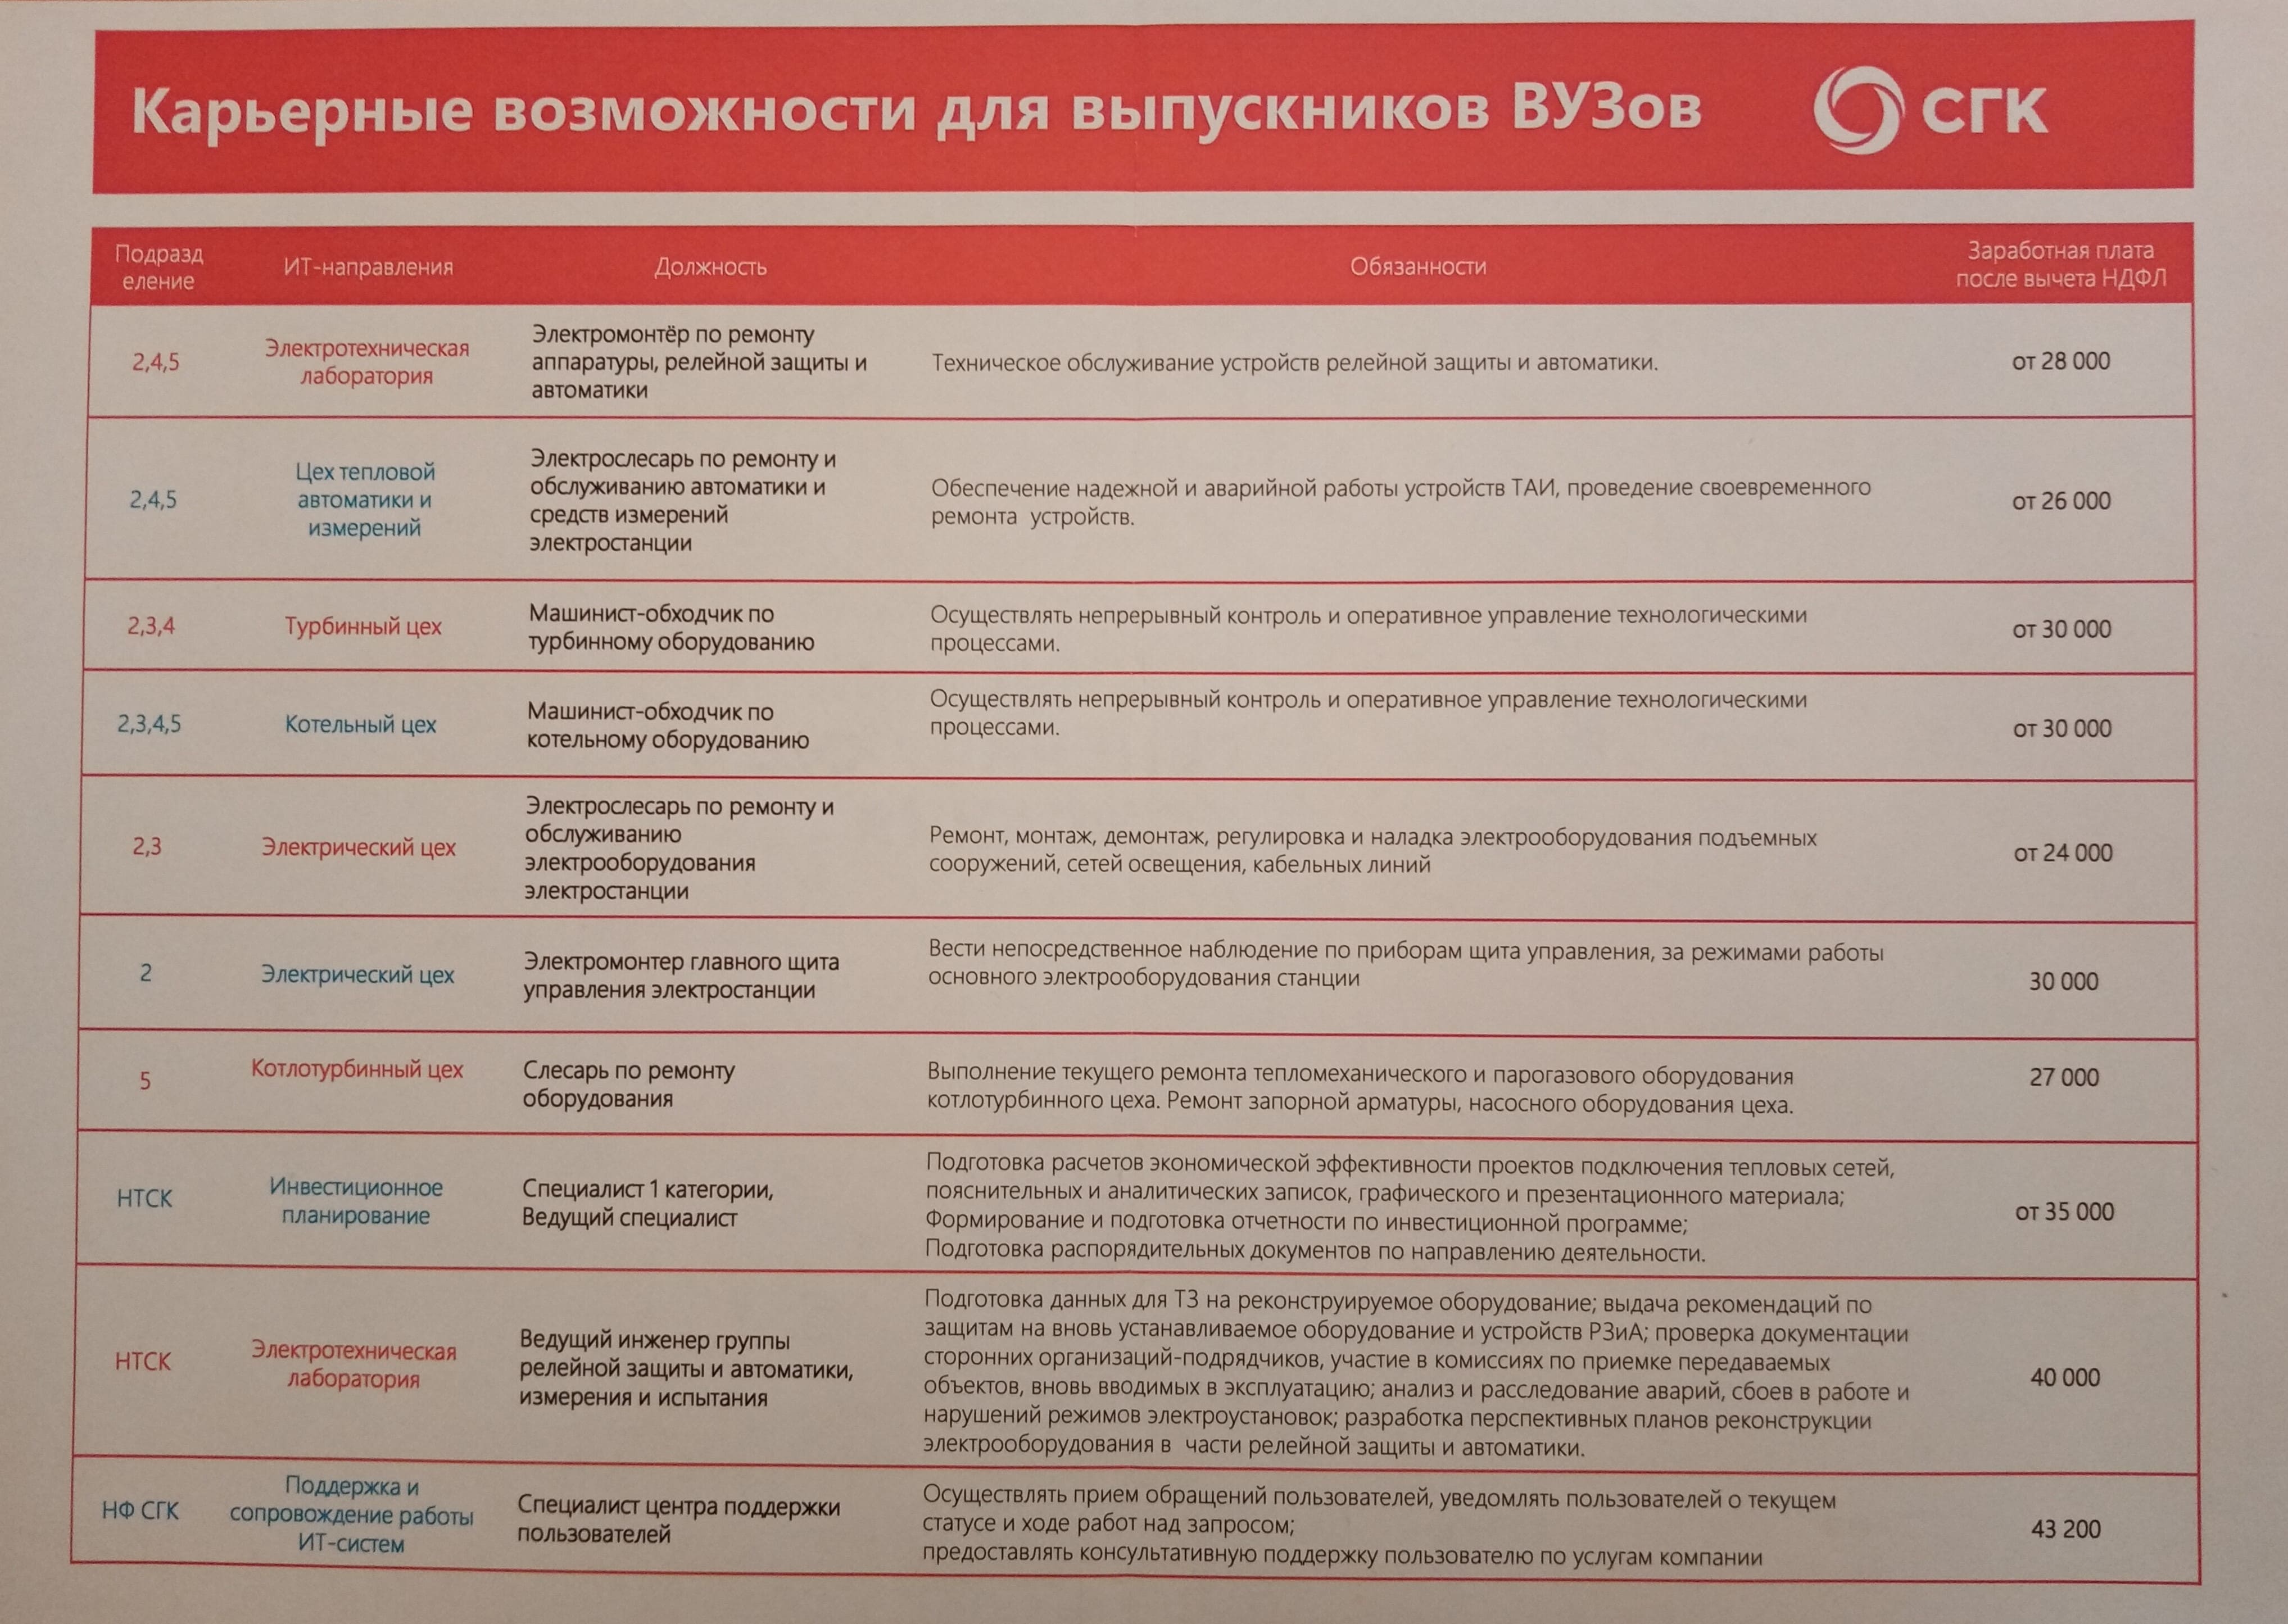 Карьерные возможности для выпускников ВУЗов
СГК
Подразд
еление
ИТ-направления
Должность
Обязанности
Заработная плата
после вычета НДФЛ
2,4,5
Электротехническая
лаборатория
Электромонтёр по ремонту
аппаратуры, релейной защиты и
автоматики
Техническое обслуживание устройств релейной защиты и автоматики.
от 28 000
2,4,5
Цех тепловой
автоматики и
измерений
Электрослесарь по ремонту и
обслуживанию автоматики и
средств измерений
электростанции
Обеспечение надежной и аварийной работы устройств ТАИ, проведение своевременного
ремонта устройств.
от 26 000
2,3,4
Турбинный цех
Машинист-обходчик по
турбинному оборудованию
Осуществлять непрерывный контроль и оперативное управление технологическими
процессами.
от 30 000
2,3,4,5
Котельный цех
Машинист-обходчик по
котельному оборудованию
Осуществлять непрерывный контроль и оперативное управление технологическими
процессами.
от 30 000
2,3
Электрический цех
Электрослесарь по ремонту и
обслуживанию
электрооборудования
электростанции
Ремонт, монтаж, демонтаж, регулировка и наладка электрооборудования подъемных
сооружений, сетей освещения, кабельных линий
от 24 000
2
Электрический цех
Электромонтер главного щита
управления электростанции
Вести непосредственное наблюдение по приборам щита управления, за режимами работы
основного электрооборудования станции
30 000
5
Котлотурбинный цех
Слесарь по ремонту
оборудования
Выполнение текущего ремонта тепломеханического и парогазового оборудования
котлотурбинного цеха. Ремонт запорной арматуры, насосного оборудования цеха.
27 000
НТСК
Инвестиционное
планирование
Специалист 1 категории,
Ведущий специалист
Подготовка расчетов экономической эффективности проектов подключения тепловых сетей,
пояснительных и аналитических записок, графического и презентационного материала;
Формирование и подготовка отчетности по инвестиционной программе;
Подготовка распорядительных документов по направлению деятельности.
от 35 000
НТСК
Электротехническая
лаборатория
Ведущий инженер группы
релейной защиты и автоматики,
измерения и испытания
Подготовка данных для ТЗ на реконструируемое оборудование; выдача рекомендаций по
защитам на вновь устанавливаемое оборудование и устройств РЗиА; проверка документации
сторонних организаций-подрядчиков, участие в комиссиях по приемке передаваемых
объектов, вновь вводимых в эксплуатацию; анализ и расследование аварий, сбоев в работе и
нарушений режимов электроустановок; разработка перспективных планов реконструкции
электрооборудования в части релейной защиты и автоматики.
40 000
НФ СГК
Поддержка и
сопровождение работы
ИТ-систем
Специалист центра поддержки
пользователей
Осуществлять прием обращений пользователей, уведомлять пользователей о текущем
статусе и ходе работ над запросом;
предоставлять консультативную поддержку пользователю по услугам компании
43 200